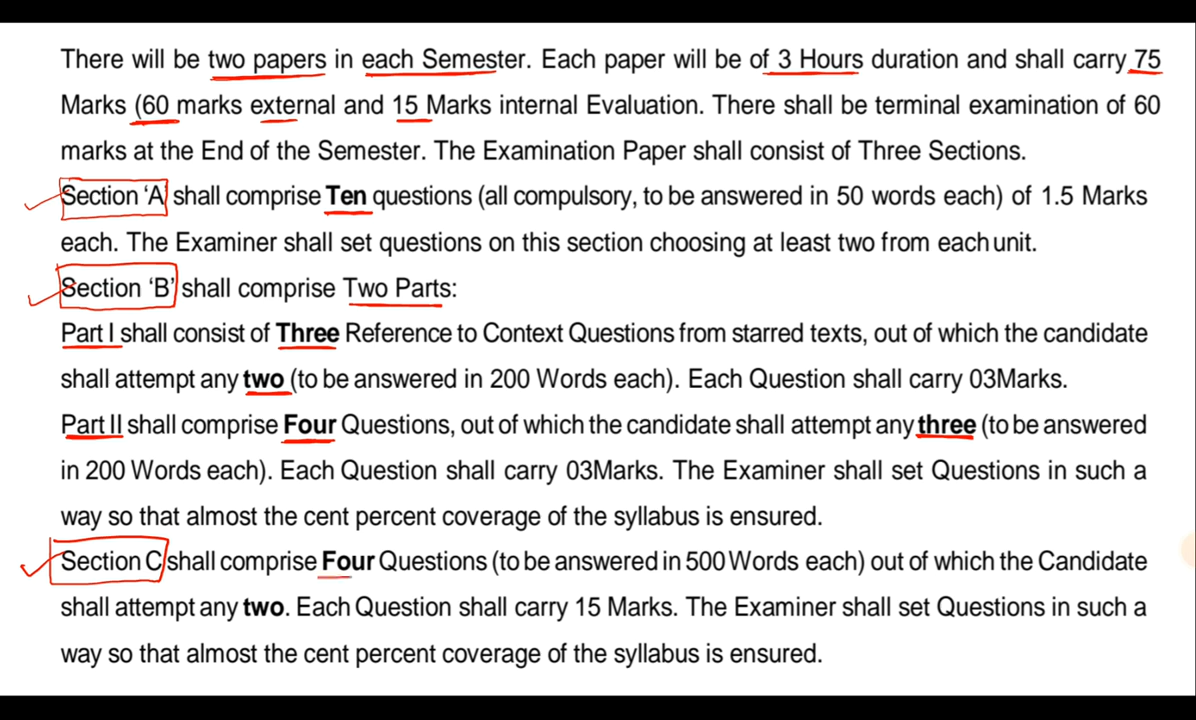 There will be two papers in each Semester. Each paper will be of 3 Hours duration and shall carry 75
Marks (60 marks external and 15 Marks internal Evaluation. There shall be terminal examination of 60
marks at the End of the Semester. The Examination Paper shall consist of Three Sections.
Section ‘A’ shall comprise Ten questions (all compulsory, to be answered in 50 words each) of 1.5 Marks
each. The Examiner shall set questions on this section choosing at least two from each unit.
Section ‘B’ shall comprise Two Parts:
Part I shall consist of Three Reference to Context Questions from starred texts, out of which the candidate
shall attempt any two (to be answered in 200 Words each). Each Question shall carry 03Marks.
Part II shall comprise Four Questions, out of which the candidate shall attempt any three (to be answered
in 200 Words each). Each Question shall carry 03Marks. The Examiner shall set Questions in such a
way so that almost the cent percent coverage of the syllabus is ensured.
Section C shall comprise Four Questions (to be answered in 500 Words each) out of which the Candidate
shall attempt any two. Each Question shall carry 15 Marks. The Examiner shall set Questions in such a
way so that almost the cent percent coverage of the syllabus is ensured.